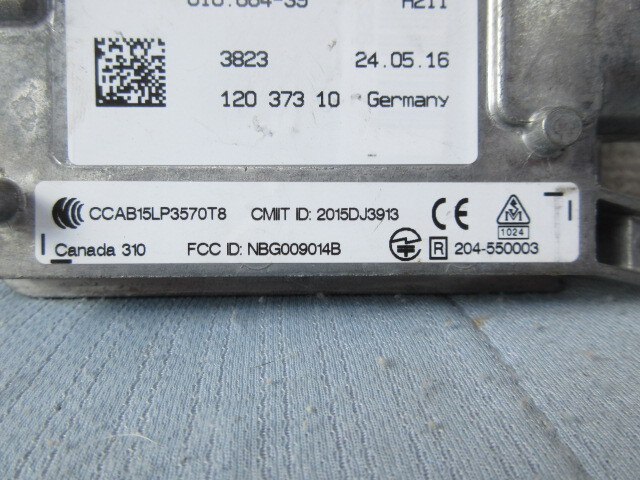 3823 24.05.16
120 373 10 Germany
CCAB15LP3570T8 CMIIT ID: 2015DJ3913 CE
1024
Canada 310 FCC ID: NBG009014B R 204-550003